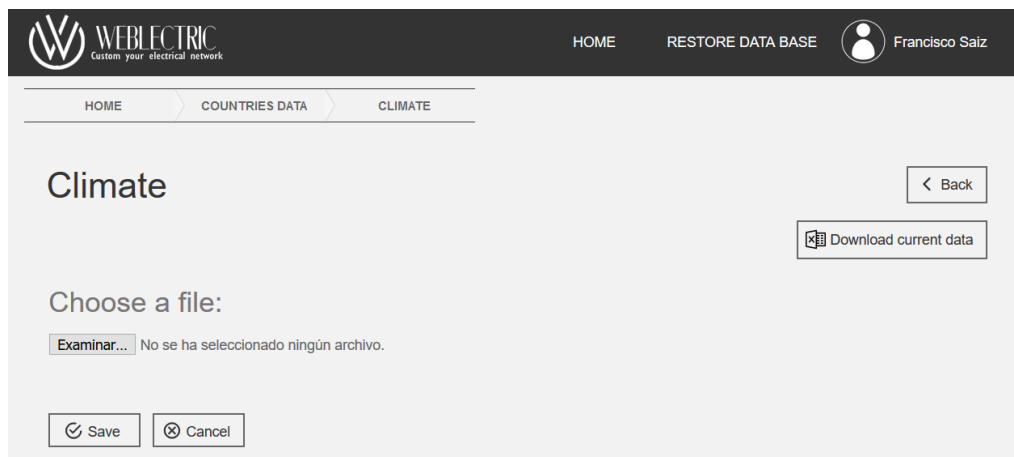 WEBLECTRIC
Custom your electrical network
HOME
RESTORE DATA BASE
Francisco Saiz
HOME
COUNTRIES DATA
CLIMATE
Climate
Back
Download current data
Choose a file:
Examinar... No se ha seleccionado ningún archivo.
Save
Cancel